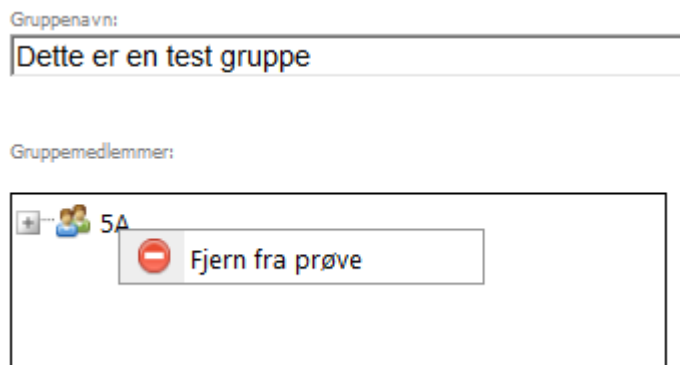 Gruppenavn:
Dette er en test gruppe
Gruppemedlemmer:
5A
Fjern fra prøve